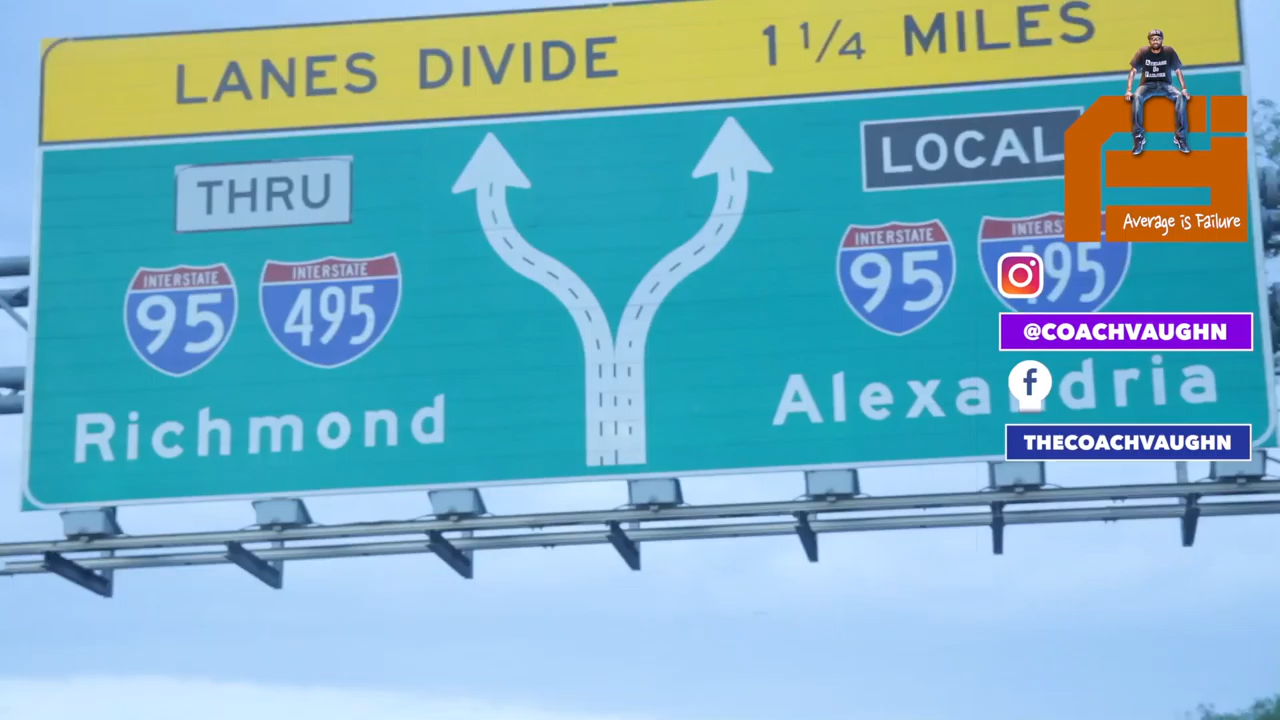 LANES DIVIDE 1 1/4 MILES
THRU
LOCAL
INTERSTATE 95
INTERSTATE 495
INTERSTATE 95
INTERSTATE 495
Richmond
Alexandria
Average is Failure
@COACHVAUGHN
THECOACHVAUGHN